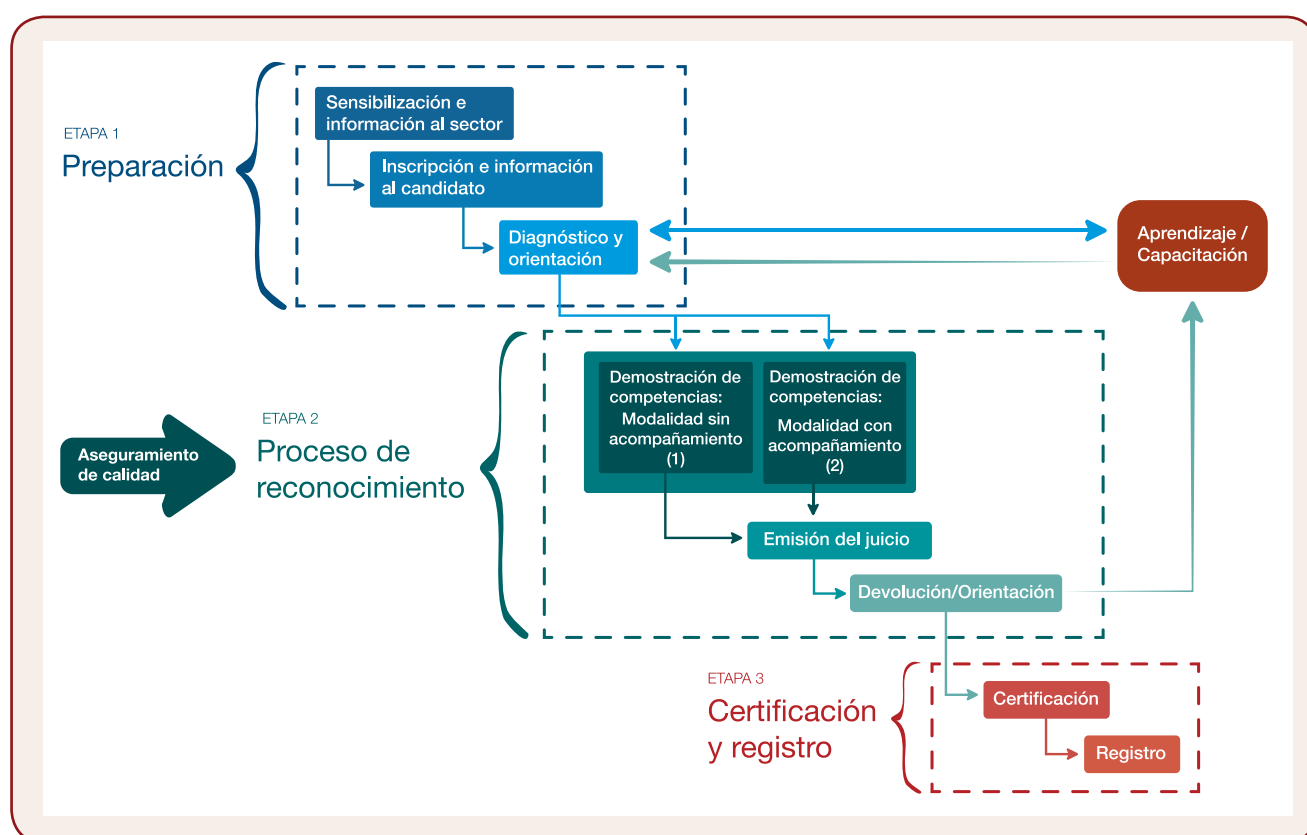 ETAPA 1
Preparación
Sensibilización e
información al sector
Inscripción e información
al candidato
Diagnóstico y
orientación
Aprendizaje /
Capacitación
Aseguramiento
de calidad
ETAPA 2
Proceso de
reconocimiento
Demostración de
competencias:
Modalidad sin
acompañamiento
(1)
Demostración de
competencias:
Modalidad con
acompañamiento
(2)
Emisión del juicio
Devolución/Orientación
ETAPA 3
Certificación
y registro
Certificación
Registro